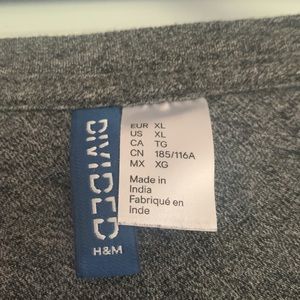 DIVIDED
H&M
EUR XL
US XL
CA TG
CN 185/116A
MX XG
Made in
India
Fabriqué en
Inde